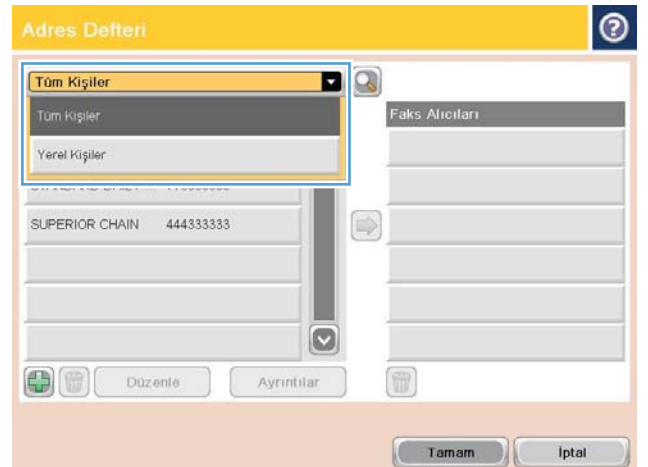 Adres Defteri
Tüm Kişiler
Tüm Kişiler
Faks Alıcıları
Yerel Kişiler
SUPERIOR CHAIN 444333333
Düzenle
Ayrıntılar
Tamam
İptal